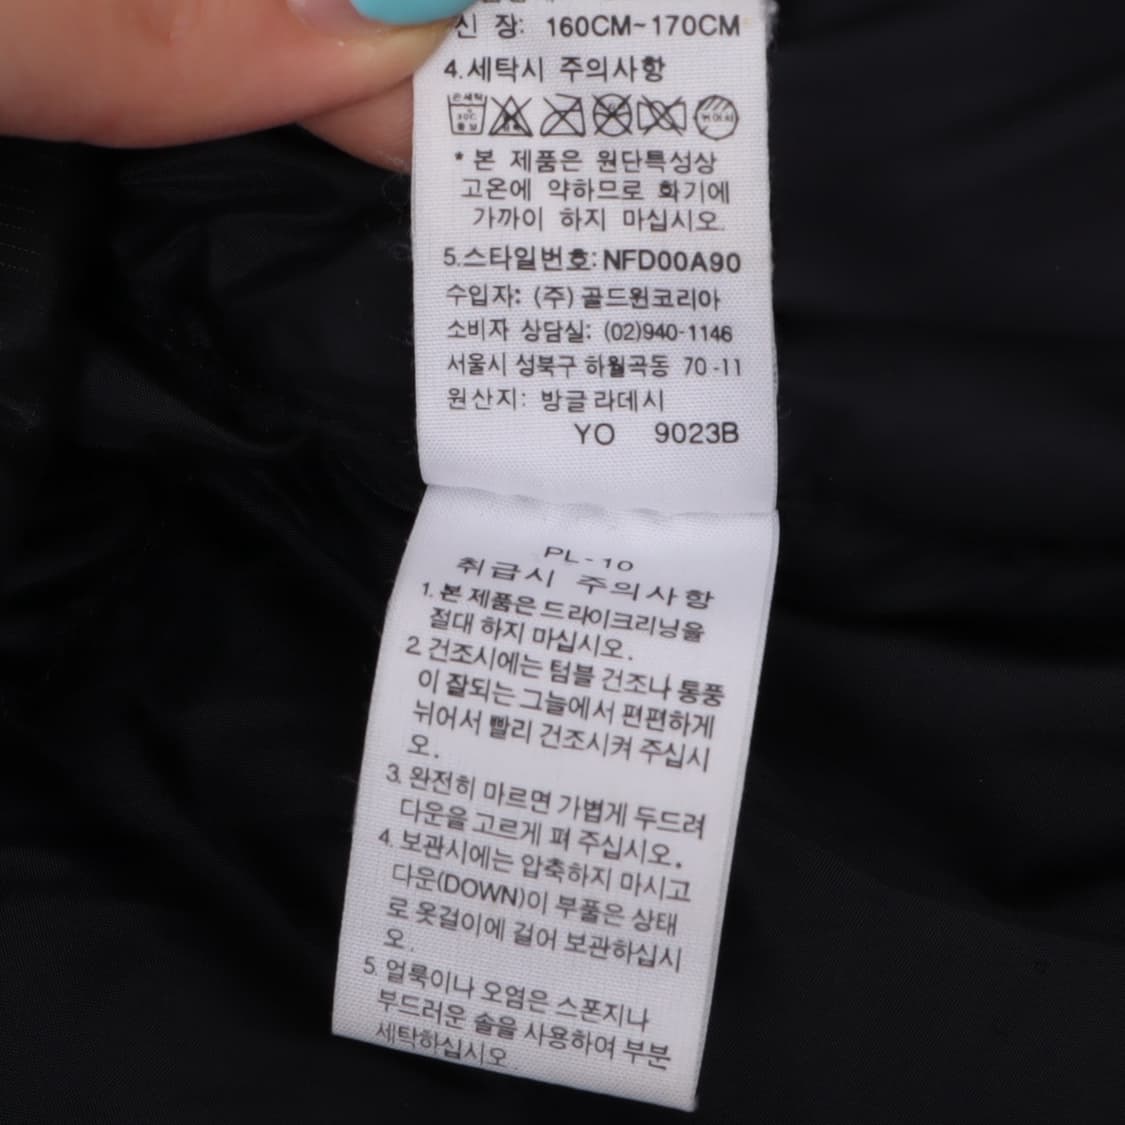 신 장: 160CM~170CM
4.세탁시 주의사항
* 본 제품은 원단특성상
고온에 약하므로 화기에
가까이 하지 마십시오.
5.스타일번호: NFD00A90
수입자: (주) 골드윈코리아
소비자 상담실: (02)940-1146
서울시 성북구 하월곡동 70-11
원산지: 방글라데시
YO 9023B
PL-10
취급시 주의사항
1. 본 제품은 드라이크리닝을
절대 하지 마십시오.
2. 건조시에는 텀블 건조나 통풍
이 잘되는 그늘에서 편편하게
뉘어서 빨리 건조시켜 주십시
오.
3. 완전히 마르면 가볍게 두드려
다운을 고르게 펴 주십시오.
4. 보관시에는 압축하지 마시고
다운(DOWN)이 부풀은 상태
로 옷걸이에 걸어 보관하십시
오.
5. 얼룩이나 오염은 스폰지나
부드러운 솔을 사용하여 부분
세탁하십시오.